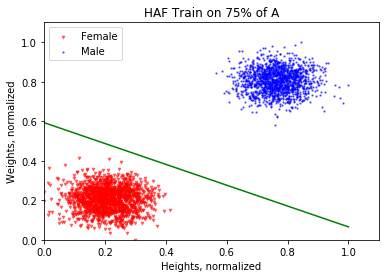 HAF Train on 75% of A
Female
Male
Weights, normalized
1.0
0.8
0.6
0.4
0.2
0.0
0.0 0.2 0.4 0.6 0.8 1.0
Heights, normalized